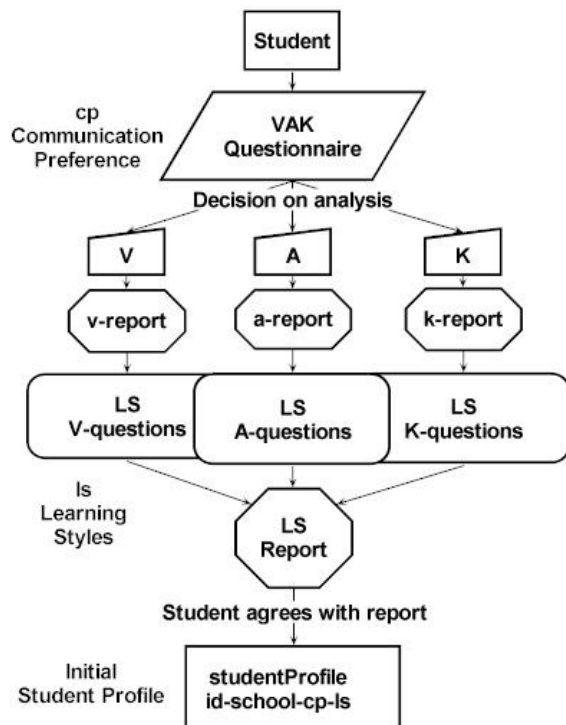 Student
cp
Communication
Preference
VAK
Questionnaire
Decision on analysis
V
A
K
v-report
a-report
k-report
LS
V-questions
LS
A-questions
LS
K-questions
ls
Learning
Styles
LS
Report
Student agrees with report
Initial
Student Profile
studentProfile
id-school-cp-ls